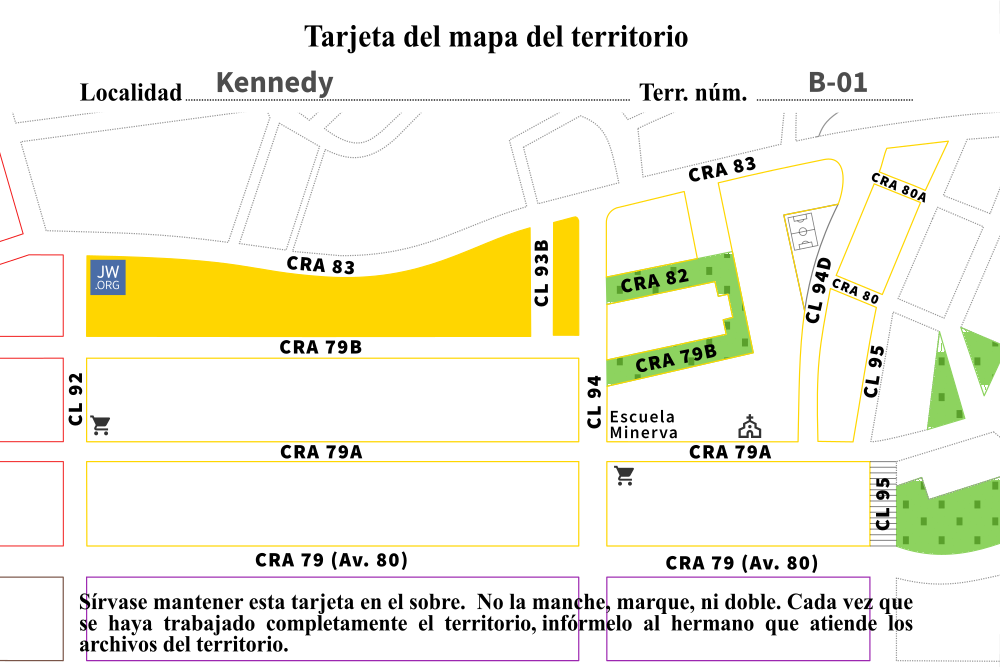 Tarjeta del mapa del territorio
Localidad Kennedy Terr. núm. B-01
CRA 83
CRA 80A
CRA 83
JW
.ORG
CL 93B
CRA 82
CL 94D
CRA 80
CRA 79B
CRA 79B
CL 92
CL 94
CL 95
Escuela
Minerva
CRA 79A
CRA 79A
CL 95
CRA 79 (Av. 80)
CRA 79 (Av. 80)
Sírvase mantener esta tarjeta en el sobre. No la manche, marque, ni doble. Cada vez que
se haya trabajado completamente el territorio, infórmelo al hermano que atiende los
archivos del territorio.